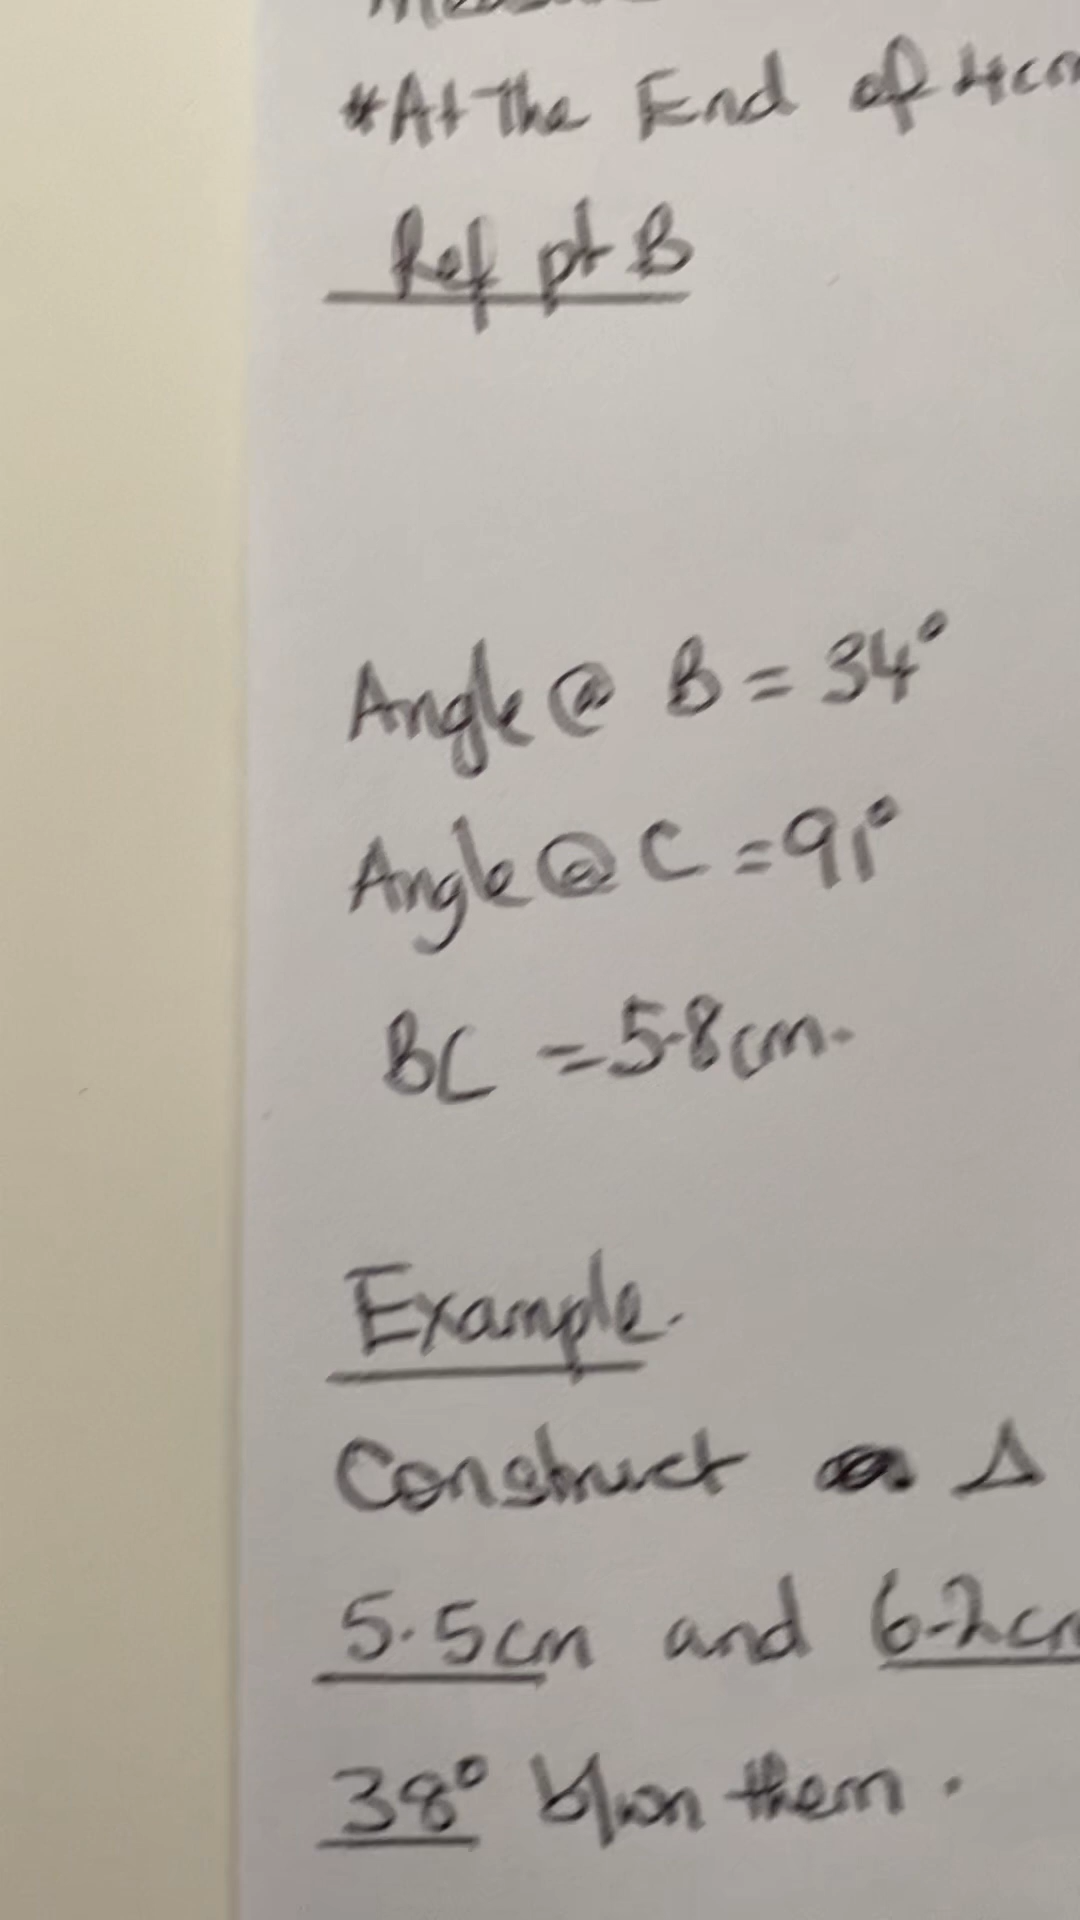 *At the End of 4cm
Ref pt B
Angle @ B = 34°
Angle @ C = 91°
BC = 5.8cm.
Example.
Construct a Δ
5.5cm and 6.2cm
38° b/wn them.